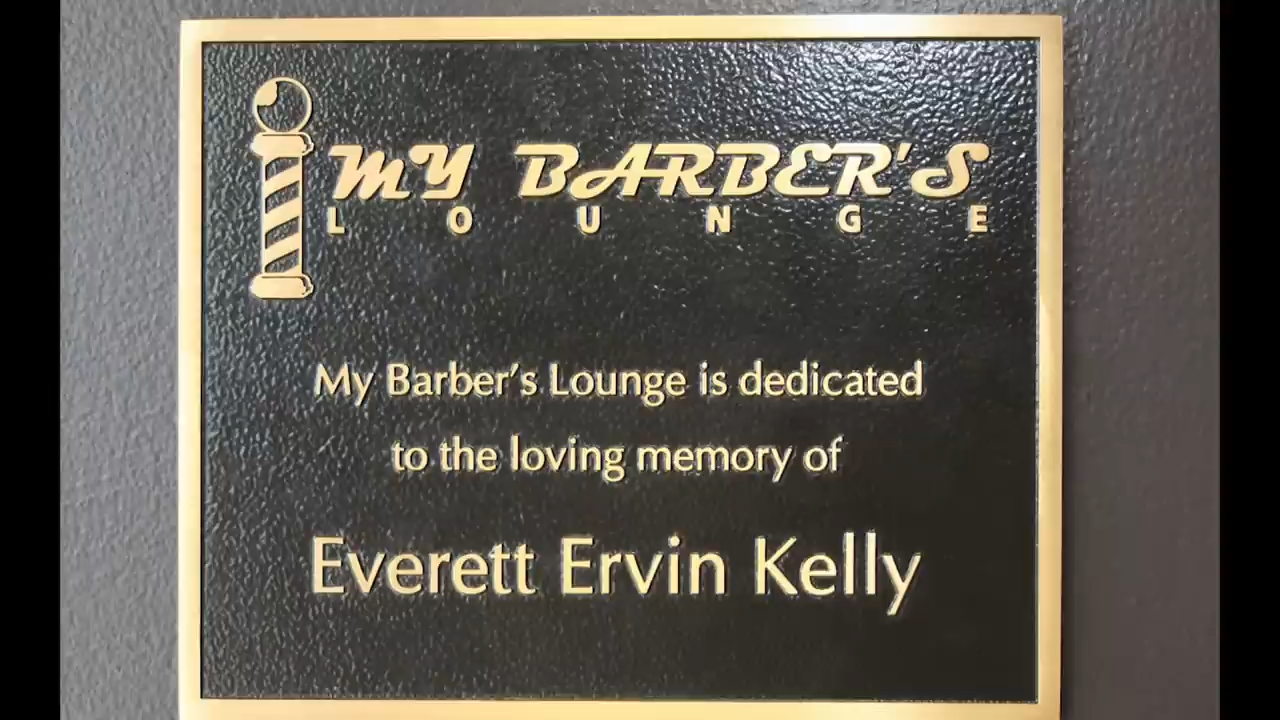 MY BARBER'S
LOUNGE
My Barber's Lounge is dedicated
to the loving memory of
Everett Ervin Kelly